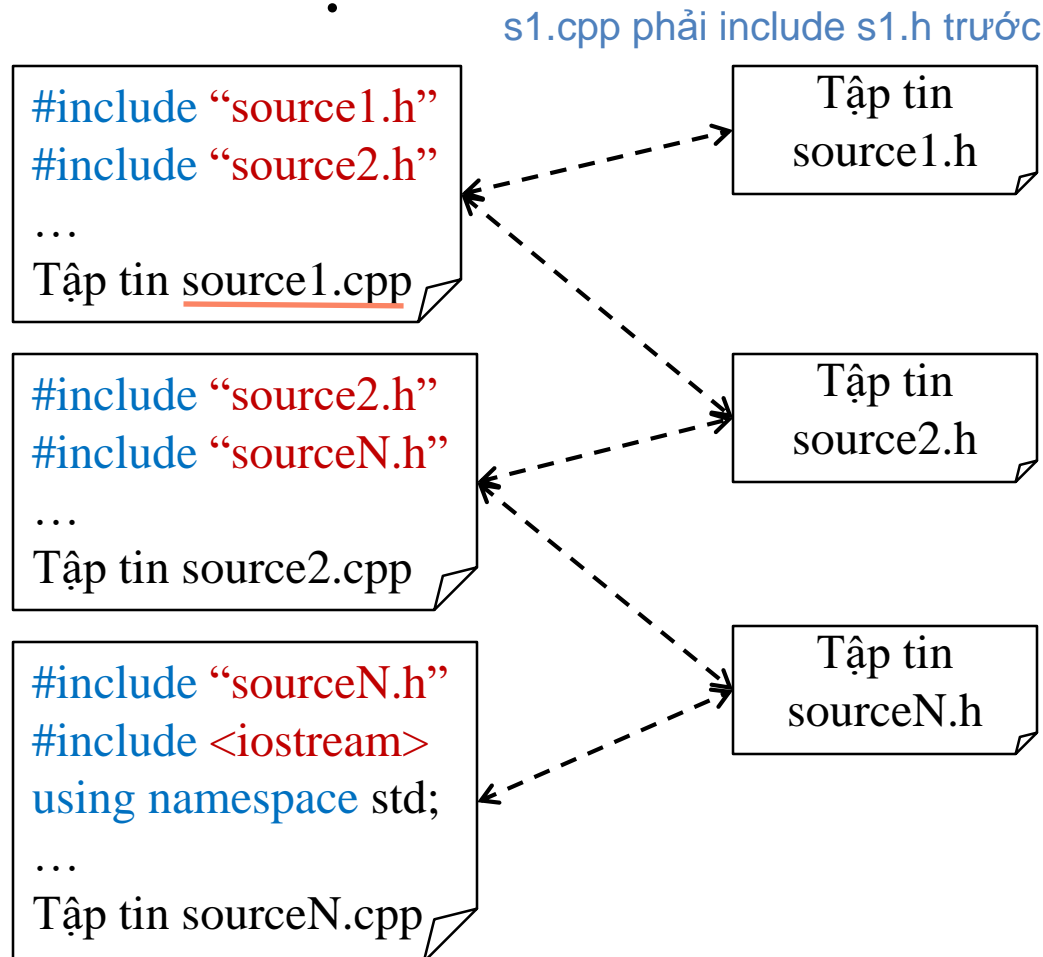 s1.cpp phải include s1.h trước
#include “source1.h”
#include “source2.h”
…
Tập tin source1.cpp
Tập tin
source1.h
#include “source2.h”
#include “sourceN.h”
…
Tập tin source2.cpp
Tập tin
source2.h
#include “sourceN.h”
#include <iostream>
using namespace std;
…
Tập tin sourceN.cpp
Tập tin
sourceN.h